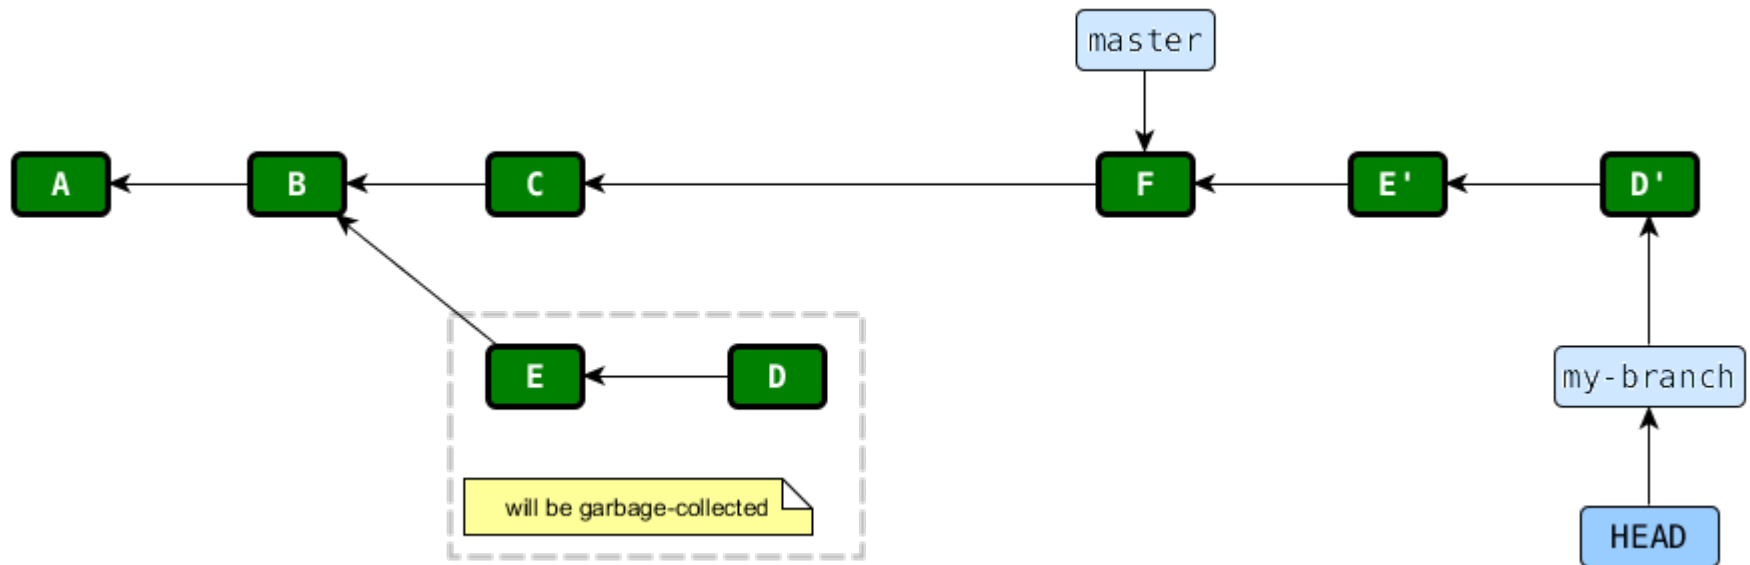 master
A
B
C
F
E'
D'
E
D
my-branch
will be garbage-collected
HEAD